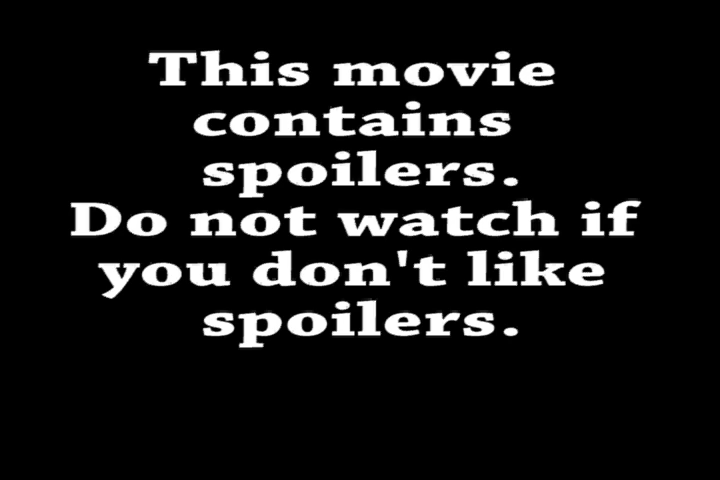 This movie
contains
spoilers.
Do not watch if
you don't like
spoilers.